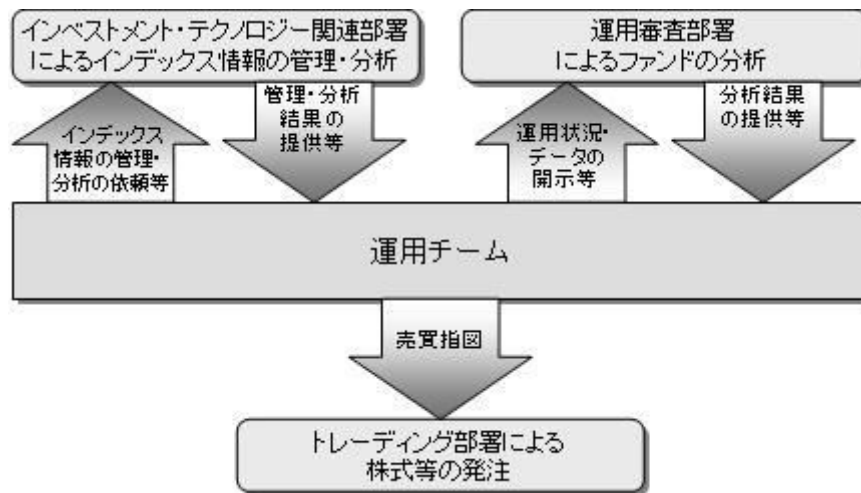 インベストメント・テクノロジー関連部署
によるインデックス情報の管理・分析
運用審査部署
によるファンドの分析
インデックス
情報の管理・
分析の依頼等
管理・分析
結果の
提供等
運用状況・
データの
開示等
分析結果
の提供等
運用チーム
売買指図
トレーディング部署による
株式等の発注